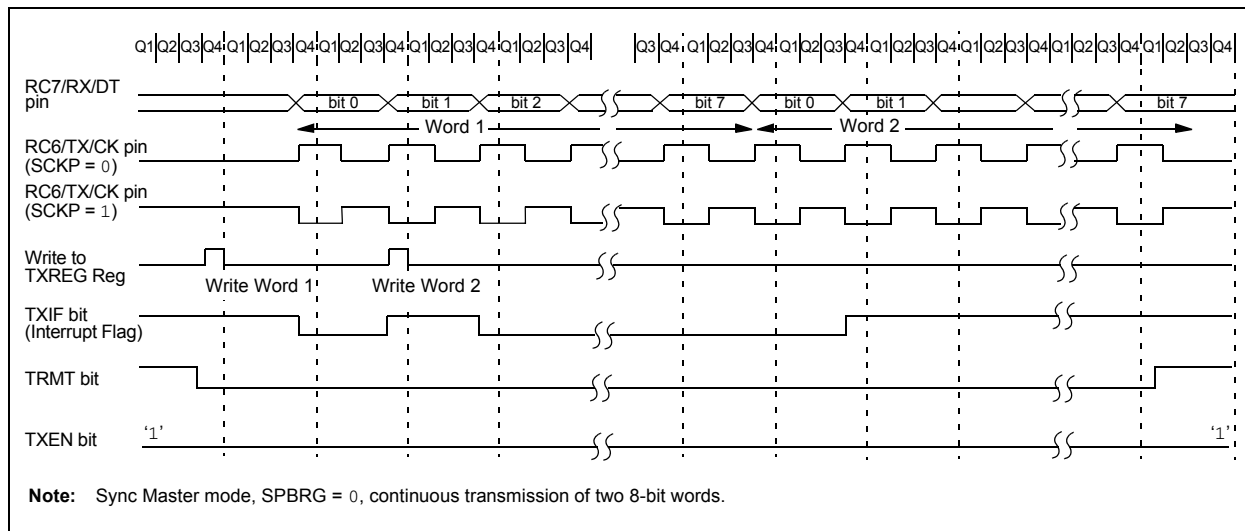 Q1 Q2 Q3 Q4 Q1 Q2 Q3 Q4 Q1 Q2 Q3 Q4 Q1 Q2 Q3 Q4 Q1 Q2 Q3 Q4 Q3 Q4 Q1 Q2 Q3 Q4 Q1 Q2 Q3 Q4 Q1 Q2 Q3 Q4 Q1 Q2 Q3 Q4 Q1 Q2 Q3 Q4 Q1 Q2 Q3 Q4
RC7/RX/DT
pin
bit 0 bit 1 bit 2 bit 7 bit 0 bit 1 bit 7
Word 1 Word 2
RC6/TX/CK pin
(SCKP = 0)
RC6/TX/CK pin
(SCKP = 1)
Write to
TXREG Reg
Write Word 1 Write Word 2
TXIF bit
(Interrupt Flag)
TRMT bit
TXEN bit
‘1’ ‘1’
Note: Sync Master mode, SPBRG = 0, continuous transmission of two 8-bit words.